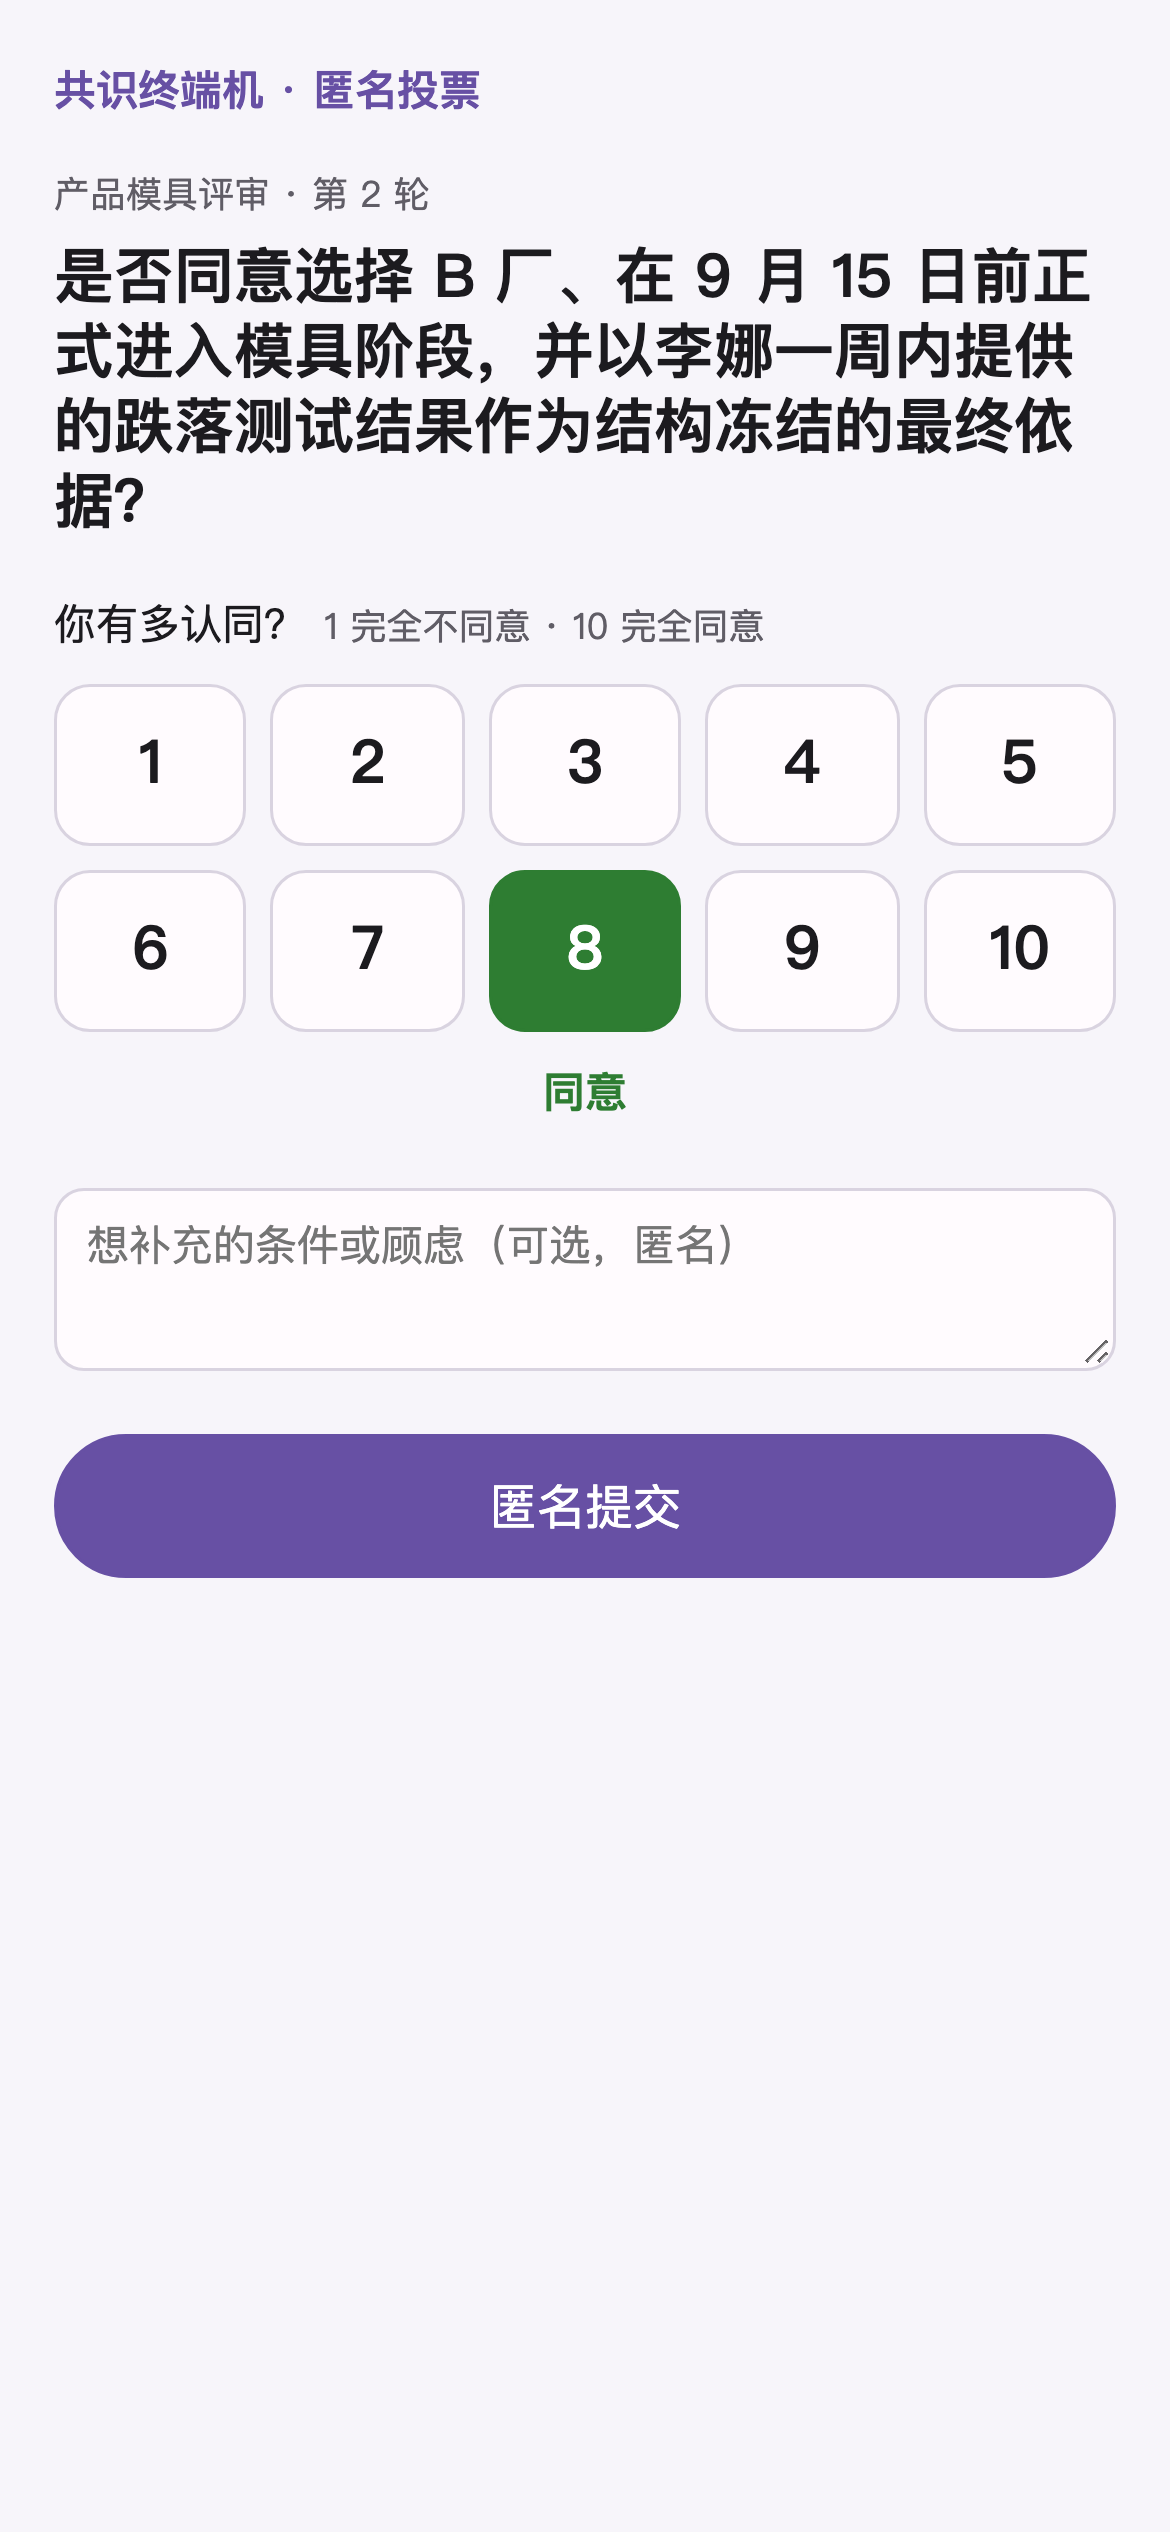 共识终端机 · 匿名投票
产品模具评审 · 第 2 轮
是否同意选择 B 厂、在 9 月 15 日前正
式进入模具阶段，并以李娜一周内提供
的跌落测试结果作为结构冻结的最终依
据？
你有多认同？ 1 完全不同意 · 10 完全同意
1 2 3 4 5
6 7 8 9 10
同意
想补充的条件或顾虑（可选，匿名）
匿名提交